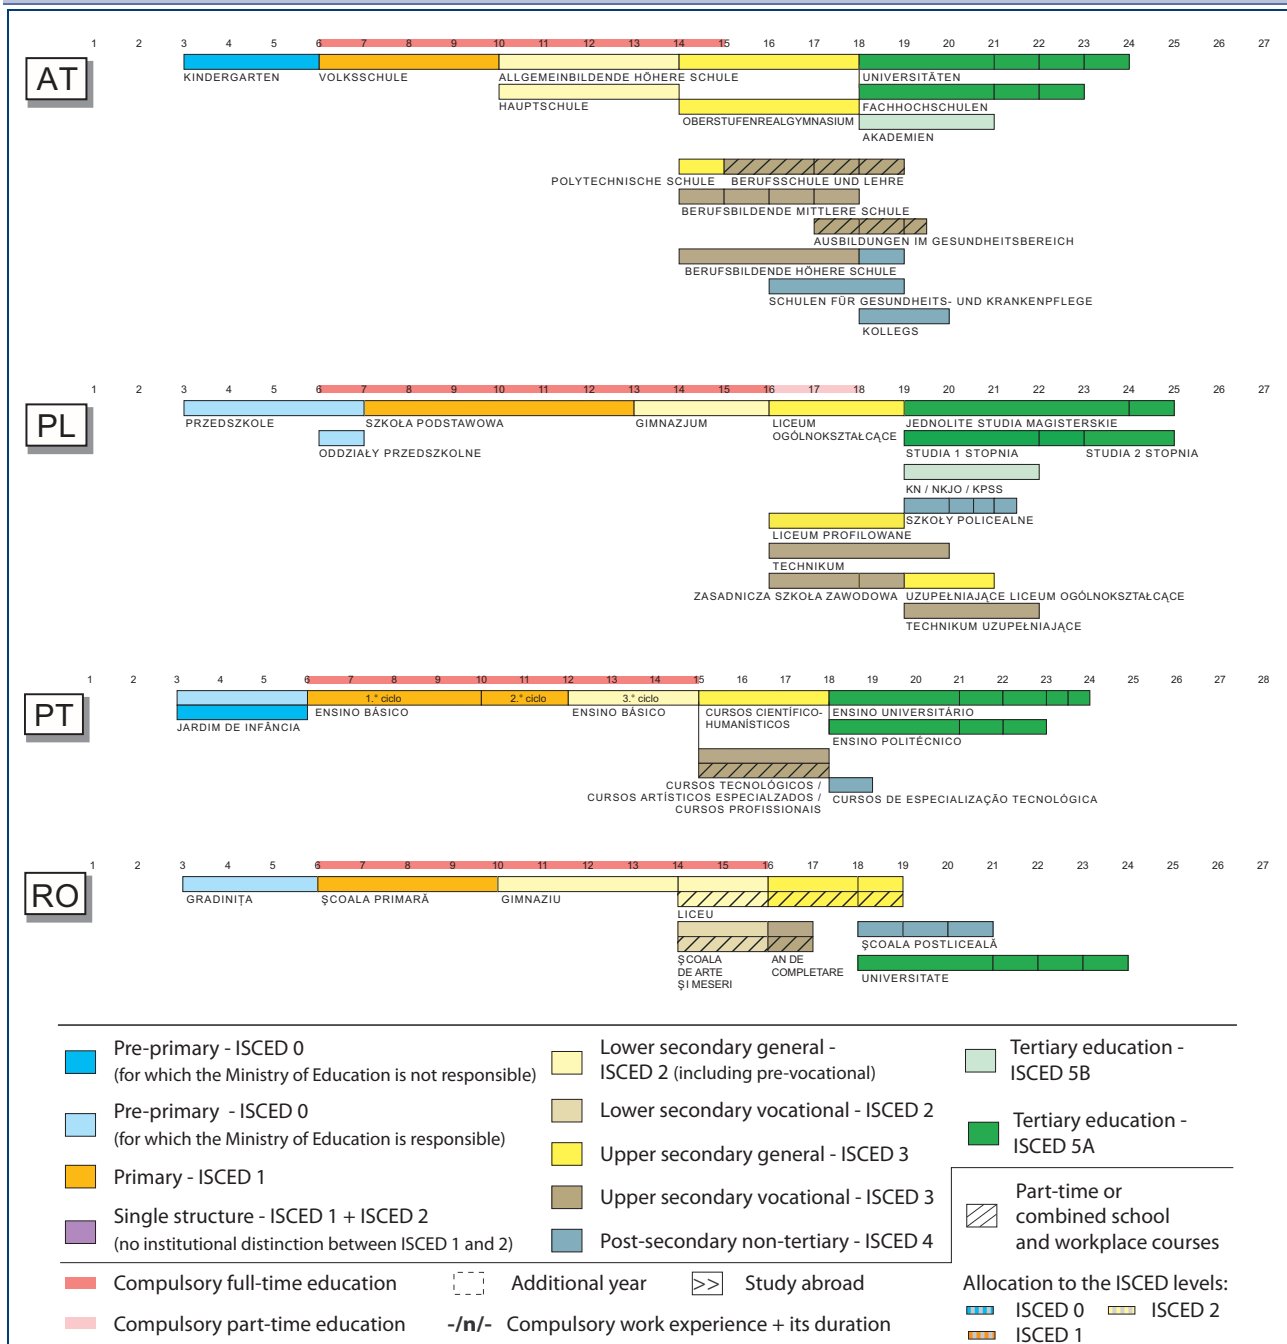 1 2 3 4 5 6 7 8 9 10 11 12 13 14 15 16 17 18 19 20 21 22 23 24 25 26 27
AT
KINDERGARTEN VOLKSSCHULE ALLGEMEINBILDENDE HÖHERE SCHULE UNIVERSITÄTEN
HAUPTSCHULE FACHHOCHSCHULEN
OBERSTUFENREALGYMNASIUM
AKADEMIEN
POLYTECHNISCHE SCHULE BERUFSSCHULE UND LEHRE
BERUFSBILDENDE MITTLERE SCHULE
AUSBILDUNGEN IM GESUNDHEITSBEREICH
BERUFSBILDENDE HÖHERE SCHULE
SCHULEN FÜR GESUNDHEITS- UND KRANKENPFLEGE
KOLLEGS
1 2 3 4 5 6 7 8 9 10 11 12 13 14 15 16 17 18 19 20 21 22 23 24 25 26 27
PL
PRZEDSZKOLE SZKOŁA PODSTAWOWA GIMNAZJUM LICEUM JEDNOLITE STUDIA MAGISTERSKIE
OGÓLNOKSZTAŁCĄCE
ODDZIAŁY PRZEDSZKOLNE STUDIA 1 STOPNIA STUDIA 2 STOPNIA
KN / NKJO / KPSS
SZKOŁY POLICEALNE
LICEUM PROFILOWANE
TECHNIKUM
ZASADNICZA SZKOŁA ZAWODOWA UZUPEŁNIAJĄCE LICEUM OGÓLNOKSZTAŁCĄCE
TECHNIKUM UZUPEŁNIAJĄCE
1 2 3 4 5 6 7 8 9 10 11 12 13 14 15 16 17 18 19 20 21 22 23 24 25 26 27 28
PT
1.° ciclo 2.° ciclo 3.° ciclo
ENSINO BÁSICO ENSINO BÁSICO CURSOS CIENTÍFICO- ENSINO UNIVERSITÁRIO
HUMANÍSTICOS
JARDIM DE INFÂNCIA
ENSINO POLITÉCNICO
CURSOS TECNOLÓGICOS /
CURSOS ARTÍSTICOS ESPECIALZADOS / CURSOS DE ESPECIALIZAÇÃO TECNOLÓGICA
CURSOS PROFISSIONAIS
1 2 3 4 5 6 7 8 9 10 11 12 13 14 15 16 17 18 19 20 21 22 23 24 25 26 27
RO
GRADINIȚA ŞCOALA PRIMARĂ GIMNAZIU
LICEU
ŞCOALA POSTLICEALĂ
ŞCOALA AN DE
DE ARTE COMPLETARE
ŞI MESERI UNIVERSITATE
Pre-primary - ISCED 0
(for which the Ministry of Education is not responsible)
Pre-primary - ISCED 0
(for which the Ministry of Education is responsible)
Primary - ISCED 1
Single structure - ISCED 1 + ISCED 2
(no institutional distinction between ISCED 1 and 2)
Lower secondary general -
ISCED 2 (including pre-vocational)
Lower secondary vocational - ISCED 2
Upper secondary general - ISCED 3
Upper secondary vocational - ISCED 3
Post-secondary non-tertiary - ISCED 4
Tertiary education -
ISCED 5B
Tertiary education -
ISCED 5A
Part-time or
combined school
and workplace courses
Compulsory full-time education
Additional year
>> Study abroad
Compulsory part-time education
-/n/- Compulsory work experience + its duration
Allocation to the ISCED levels:
ISCED 0 ISCED 2
ISCED 1